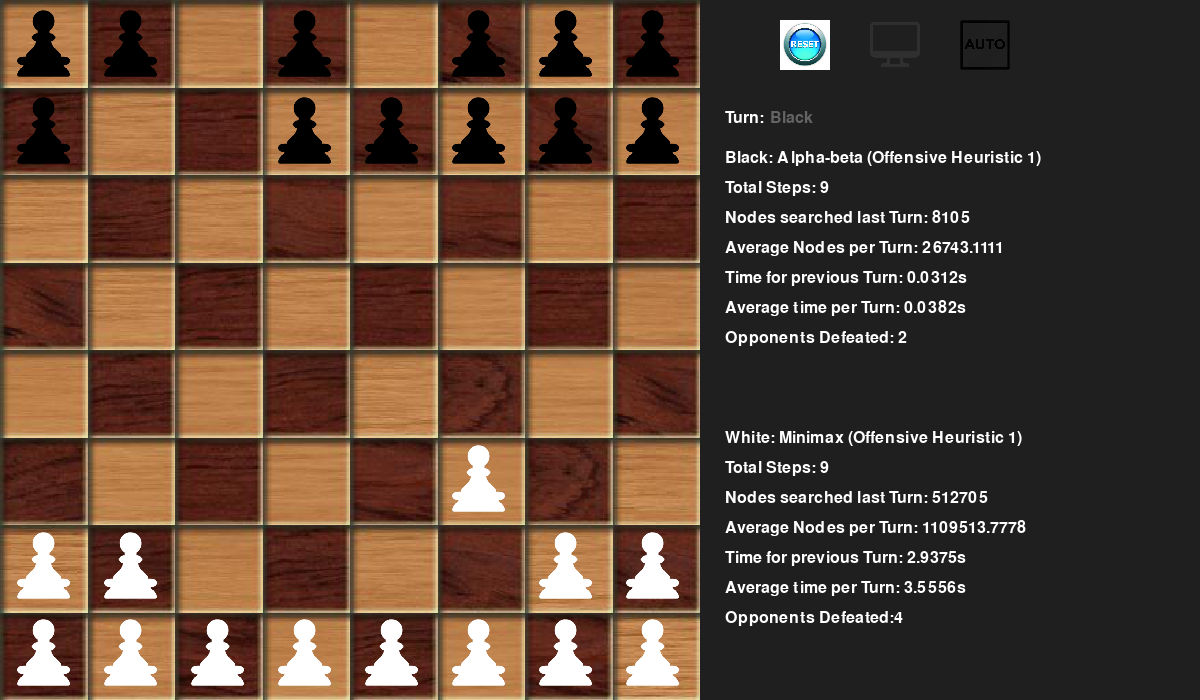 RESET
AUTO
Turn: Black
Black: Alpha-beta (Offensive Heuristic 1)
Total Steps: 9
Nodes searched last Turn: 8105
Average Nodes per Turn: 26743.1111
Time for previous Turn: 0.0312s
Average time per Turn: 0.0382s
Opponents Defeated: 2
White: Minimax (Offensive Heuristic 1)
Total Steps: 9
Nodes searched last Turn: 512705
Average Nodes per Turn: 1109513.7778
Time for previous Turn: 2.9375s
Average time per Turn: 3.5556s
Opponents Defeated:4